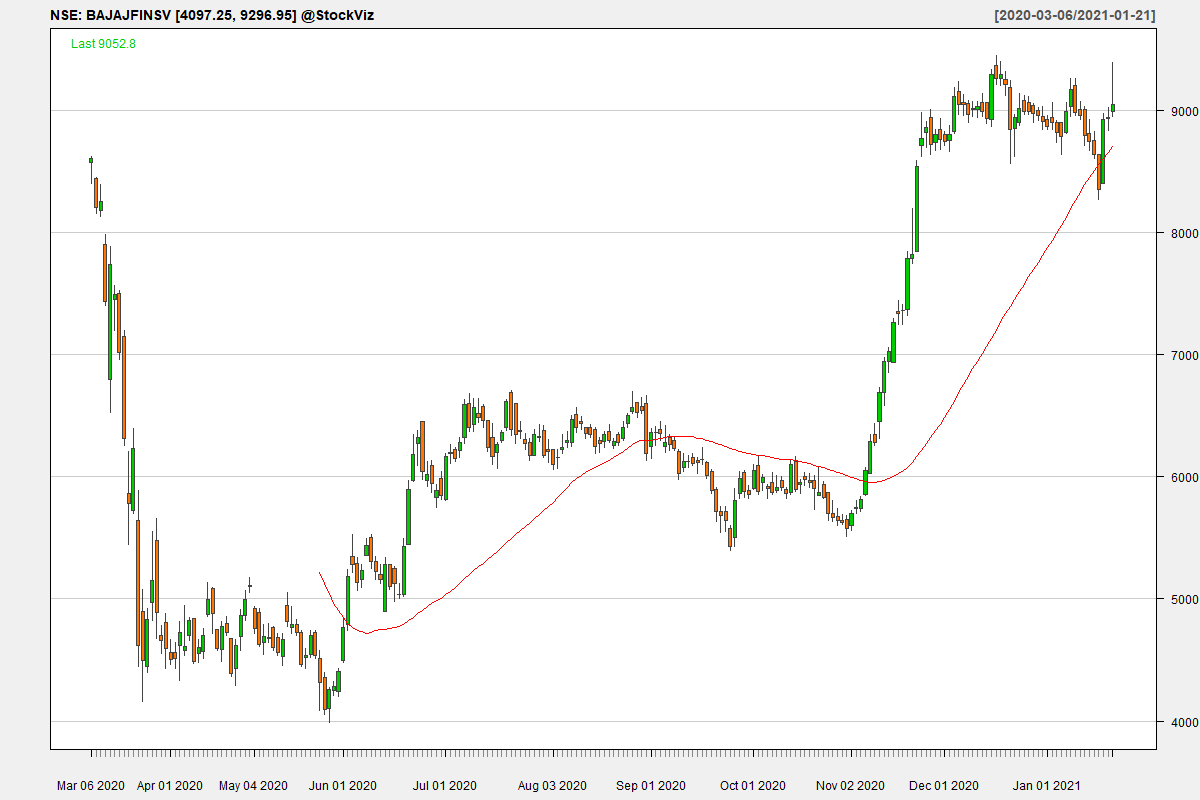 NSE: BAJAJFINSV [4097.25, 9296.95] @StockViz [2020-03-06/2021-01-21]
Last 9052.8
9000
8000
7000
6000
5000
4000
Mar 06 2020 Apr 01 2020 May 04 2020 Jun 01 2020 Jul 01 2020 Aug 03 2020 Sep 01 2020 Oct 01 2020 Nov 02 2020 Dec 01 2020 Jan 01 2021